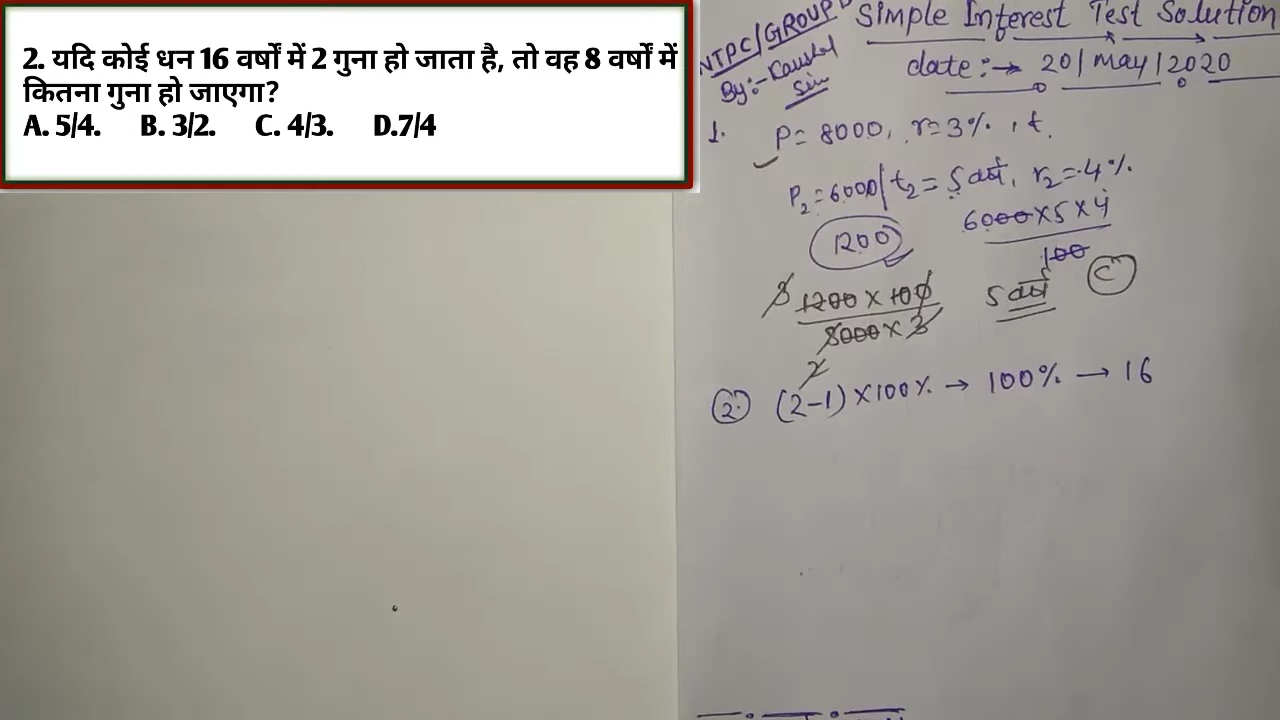 2. यदि कोई धन 16 वर्षों में 2 गुना हो जाता है, तो वह 8 वर्षों में
कितना गुना हो जाएगा?
A. 5/4. B. 3/2. C. 4/3. D.7/4
NTPC/GROUP D
By:- Kaushal
Sir
Simple Interest Test Solution
date:→ 20/May/2020
1. P= 8000, r=3%, t.
P₂=6000/ t₂= 5 वर्ष, r₂=4%
1200
6000×5×4
100
1200×100
8000×3
2
5 वर्ष C
2. (2-1)×100% → 100% → 16